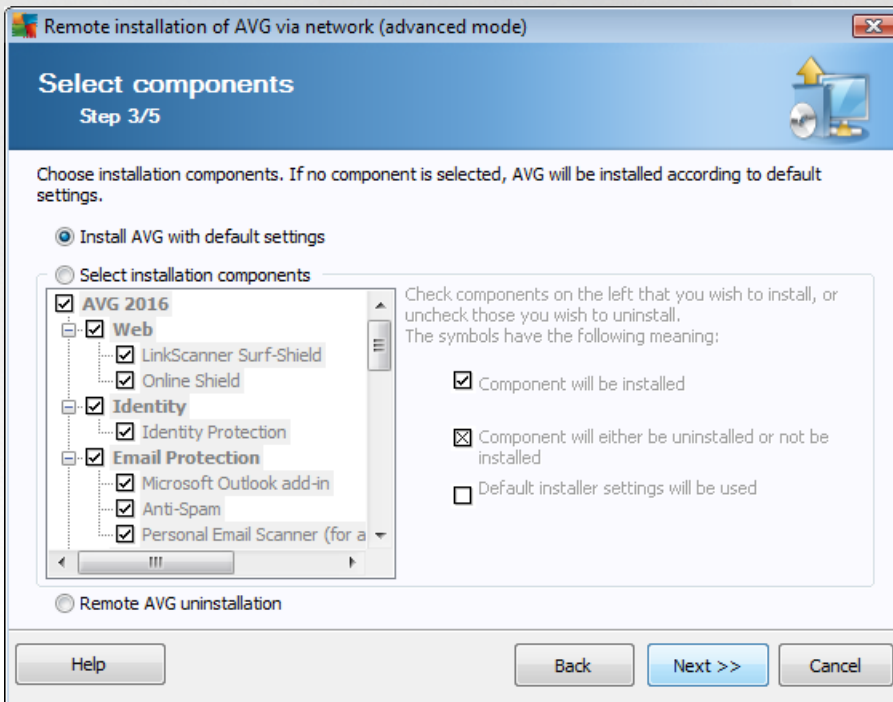 Remote installation of AVG via network (advanced mode)
Select components
Step 3/5
Choose installation components. If no component is selected, AVG will be installed according to default
settings.
Install AVG with default settings
Select installation components
AVG 2016
Web
LinkScanner Surf-Shield
Online Shield
Identity
Identity Protection
Email Protection
Microsoft Outlook add-in
Anti-Spam
Personal Email Scanner (for a
Check components on the left that you wish to install, or
uncheck those you wish to uninstall.
The symbols have the following meaning:
Component will be installed
Component will either be uninstalled or not be
installed
Default installer settings will be used
Remote AVG uninstallation
Help
Back
Next >>
Cancel